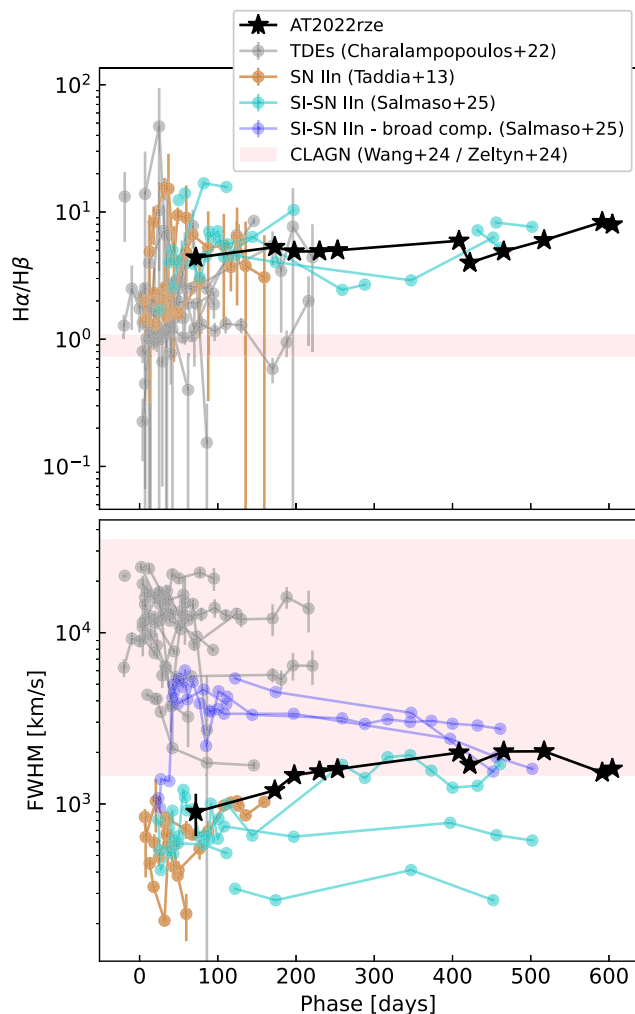 AT2022rze
TDEs (Charalampopoulos+22)
SN IIn (Taddia+13)
SI-SN IIn (Salmaso+25)
SI-SN IIn - broad comp. (Salmaso+25)
CLAGN (Wang+24 / Zeltyn+24)
10²
10¹
10⁰
10⁻¹
Hα/Hβ
10⁴
10³
FWHM [km/s]
0 100 200 300 400 500 600
Phase [days]